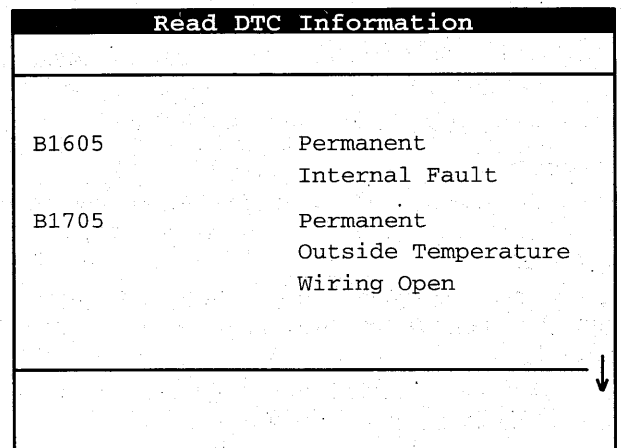 Read DTC Information
B1605 Permanent
Internal Fault
B1705 Permanent
Outside Temperature
Wiring Open